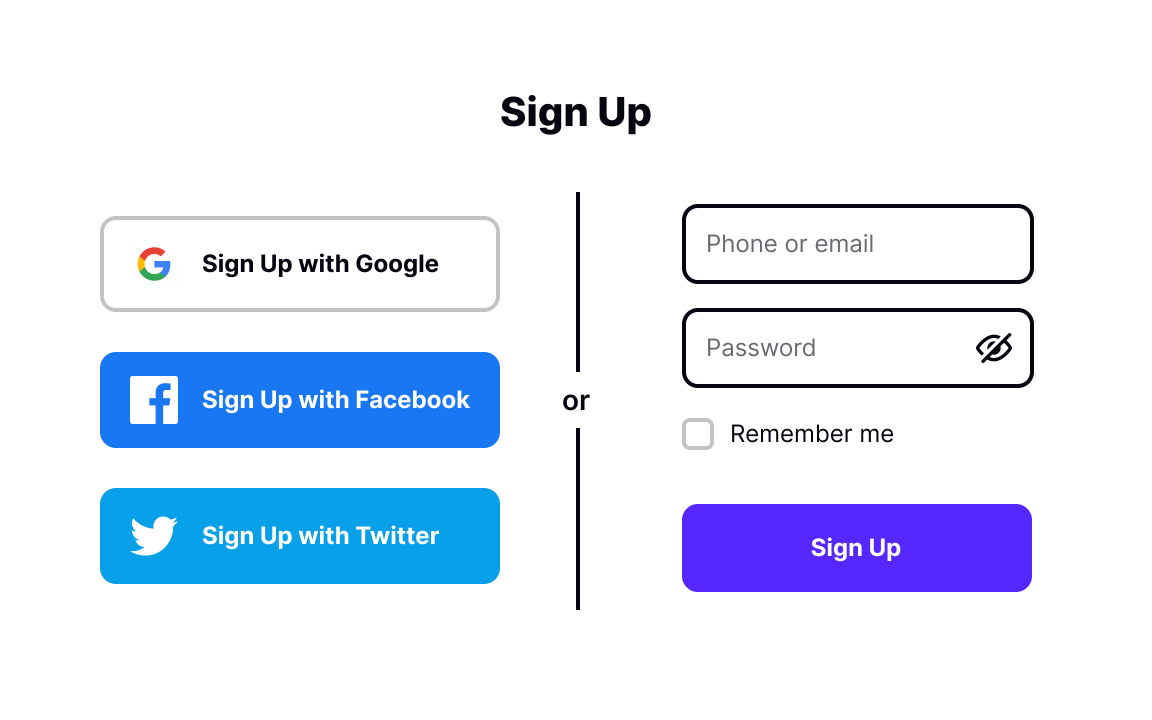 Sign Up
Sign Up with Google
Sign Up with Facebook
Sign Up with Twitter
or
Phone or email
Password
Remember me
Sign Up